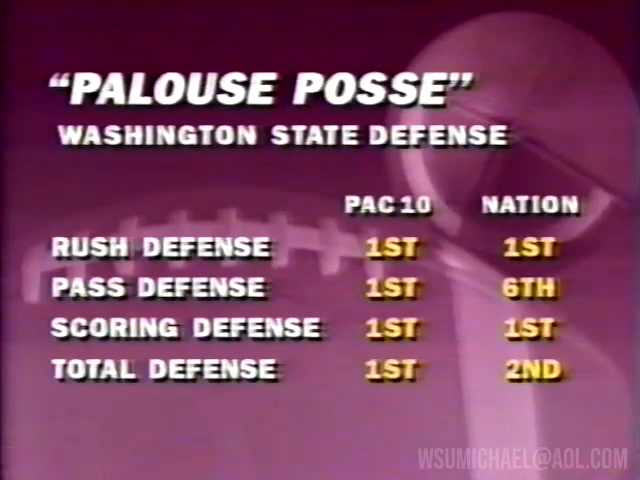 “PALOUSE POSSE”
WASHINGTON STATE DEFENSE
PAC 10 NATION
RUSH DEFENSE 1ST 1ST
PASS DEFENSE 1ST 6TH
SCORING DEFENSE 1ST 1ST
TOTAL DEFENSE 1ST 2ND
WSUMICHAEL@AOL.COM